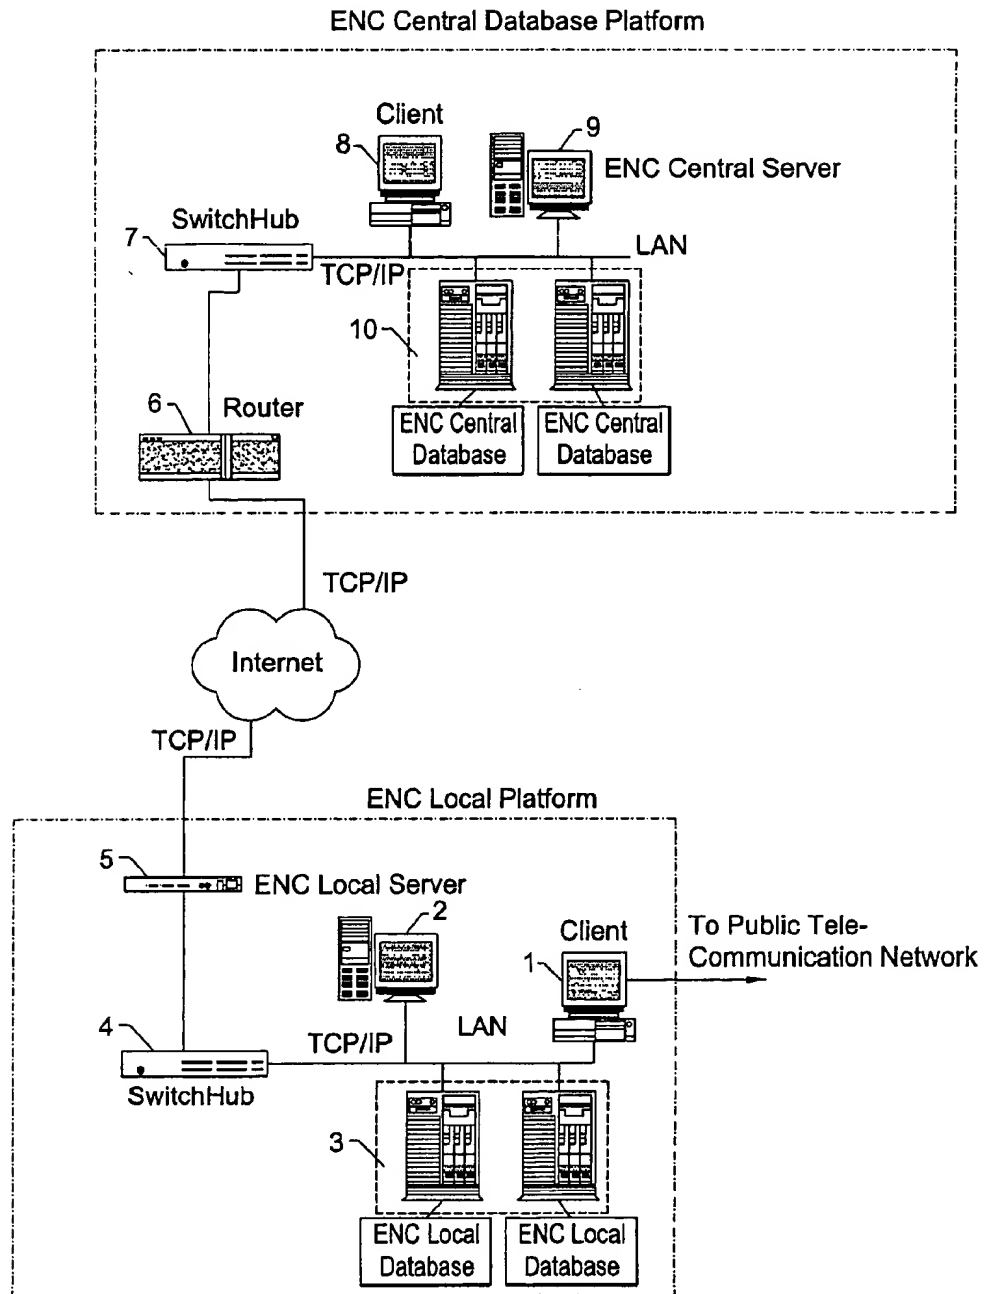 ENC Central Database Platform
Client
8
9
ENC Central Server
SwitchHub
7
LAN
TCP/IP
10
6
Router
ENC Central
Database
ENC Central
Database
TCP/IP
Internet
TCP/IP
ENC Local Platform
5
ENC Local Server
2
Client
To Public Tele-
Communication Network
1
4
TCP/IP
LAN
SwitchHub
3
ENC Local
Database
ENC Local
Database